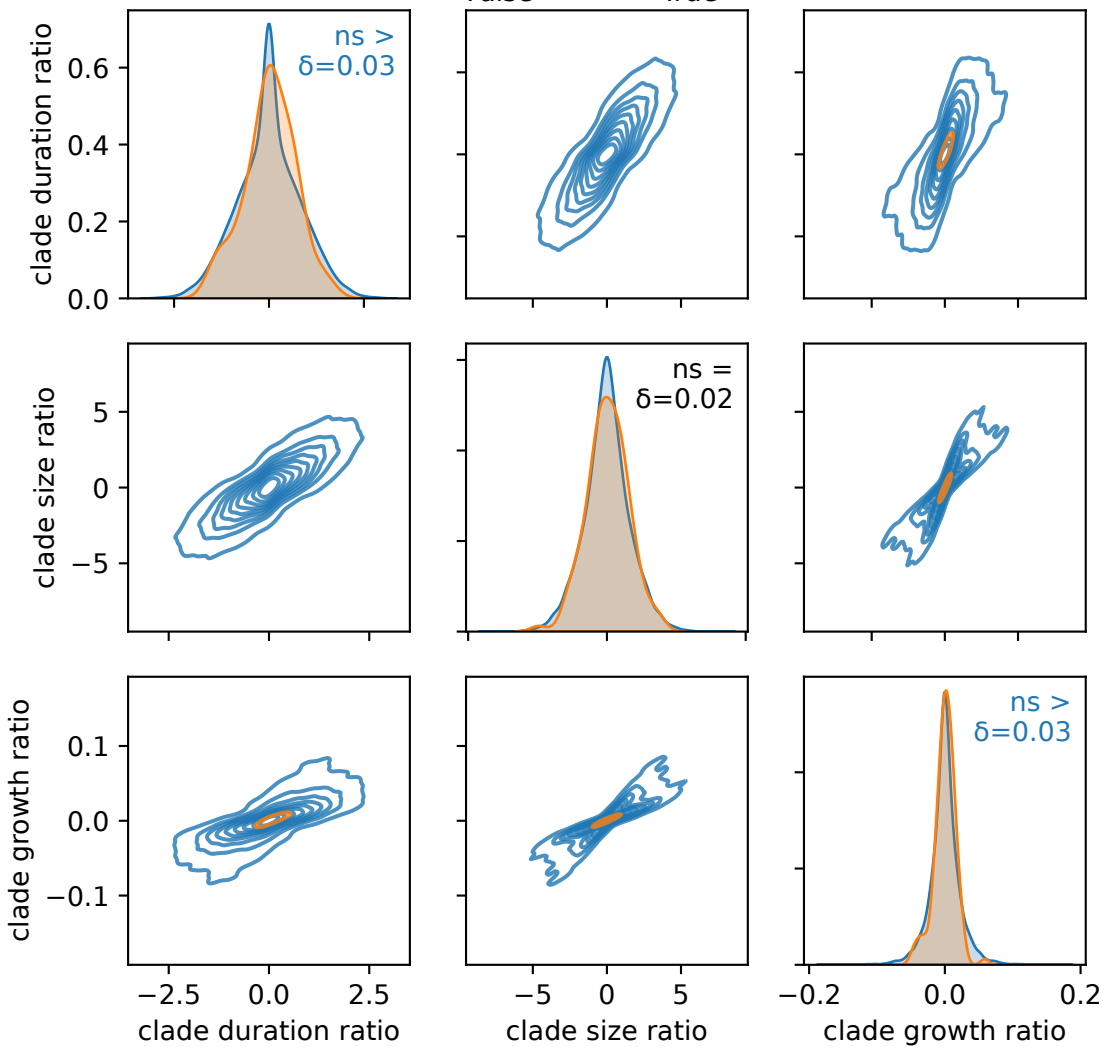 clade duration ratio
0.6
0.4
0.2
0.0
ns >
δ=0.03
clade size ratio
5
0
−5
ns =
δ=0.02
clade growth ratio
0.1
0.0
−0.1
ns >
δ=0.03
−2.5 0.0 2.5
−5 0 5
−0.2 0.0 0.2
clade duration ratio
clade size ratio
clade growth ratio